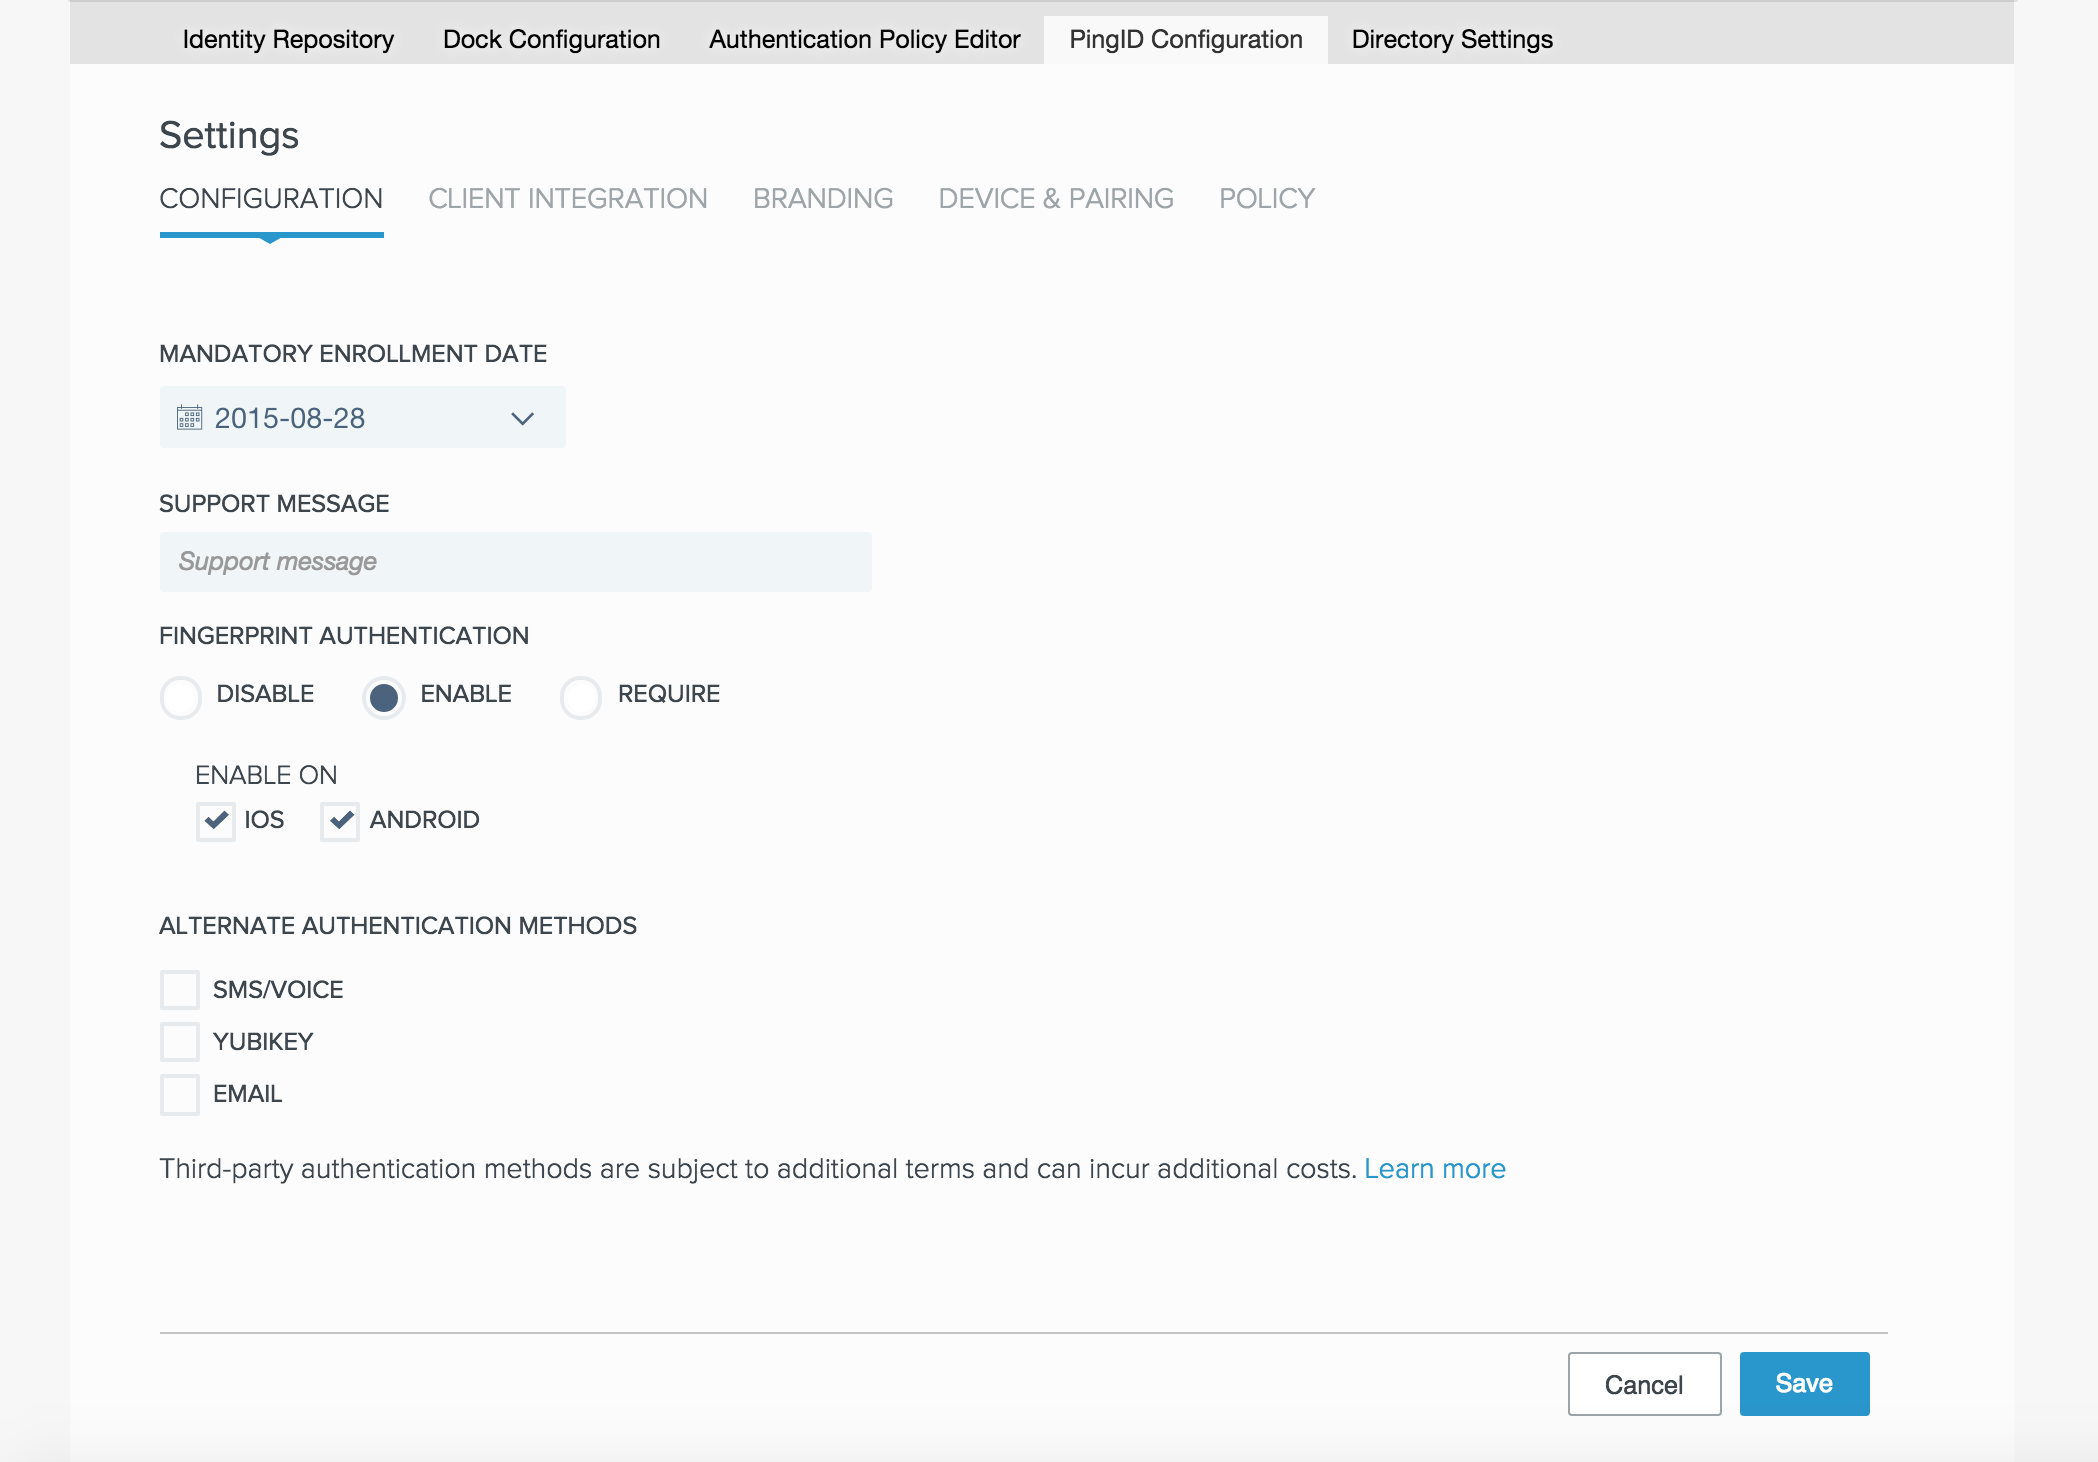 Identity Repository Dock Configuration Authentication Policy Editor PingID Configuration Directory Settings
Settings
CONFIGURATION CLIENT INTEGRATION BRANDING DEVICE & PAIRING POLICY
MANDATORY ENROLLMENT DATE
2015-08-28
SUPPORT MESSAGE
Support message
FINGERPRINT AUTHENTICATION
DISABLE ENABLE REQUIRE
ENABLE ON
IOS ANDROID
ALTERNATE AUTHENTICATION METHODS
SMS/VOICE
YUBIKEY
EMAIL
Third-party authentication methods are subject to additional terms and can incur additional costs. Learn more
Cancel Save